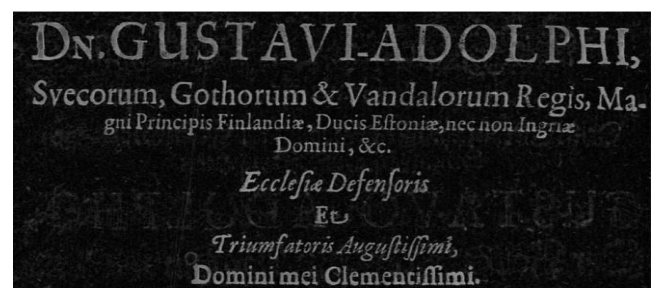 DN. GUSTAVI-ADOLPHI,
Svecorum, Gothorum & Vandalorum Regis, Ma-
gni Principis Finlandiæ, Ducis Eſtoniæ, nec non Ingriæ
Domini, &c.
Eccleſiæ Defenſoris
Et
Triumfatoris Auguſtiſſimi,
Domini mei Clementiſſimi.